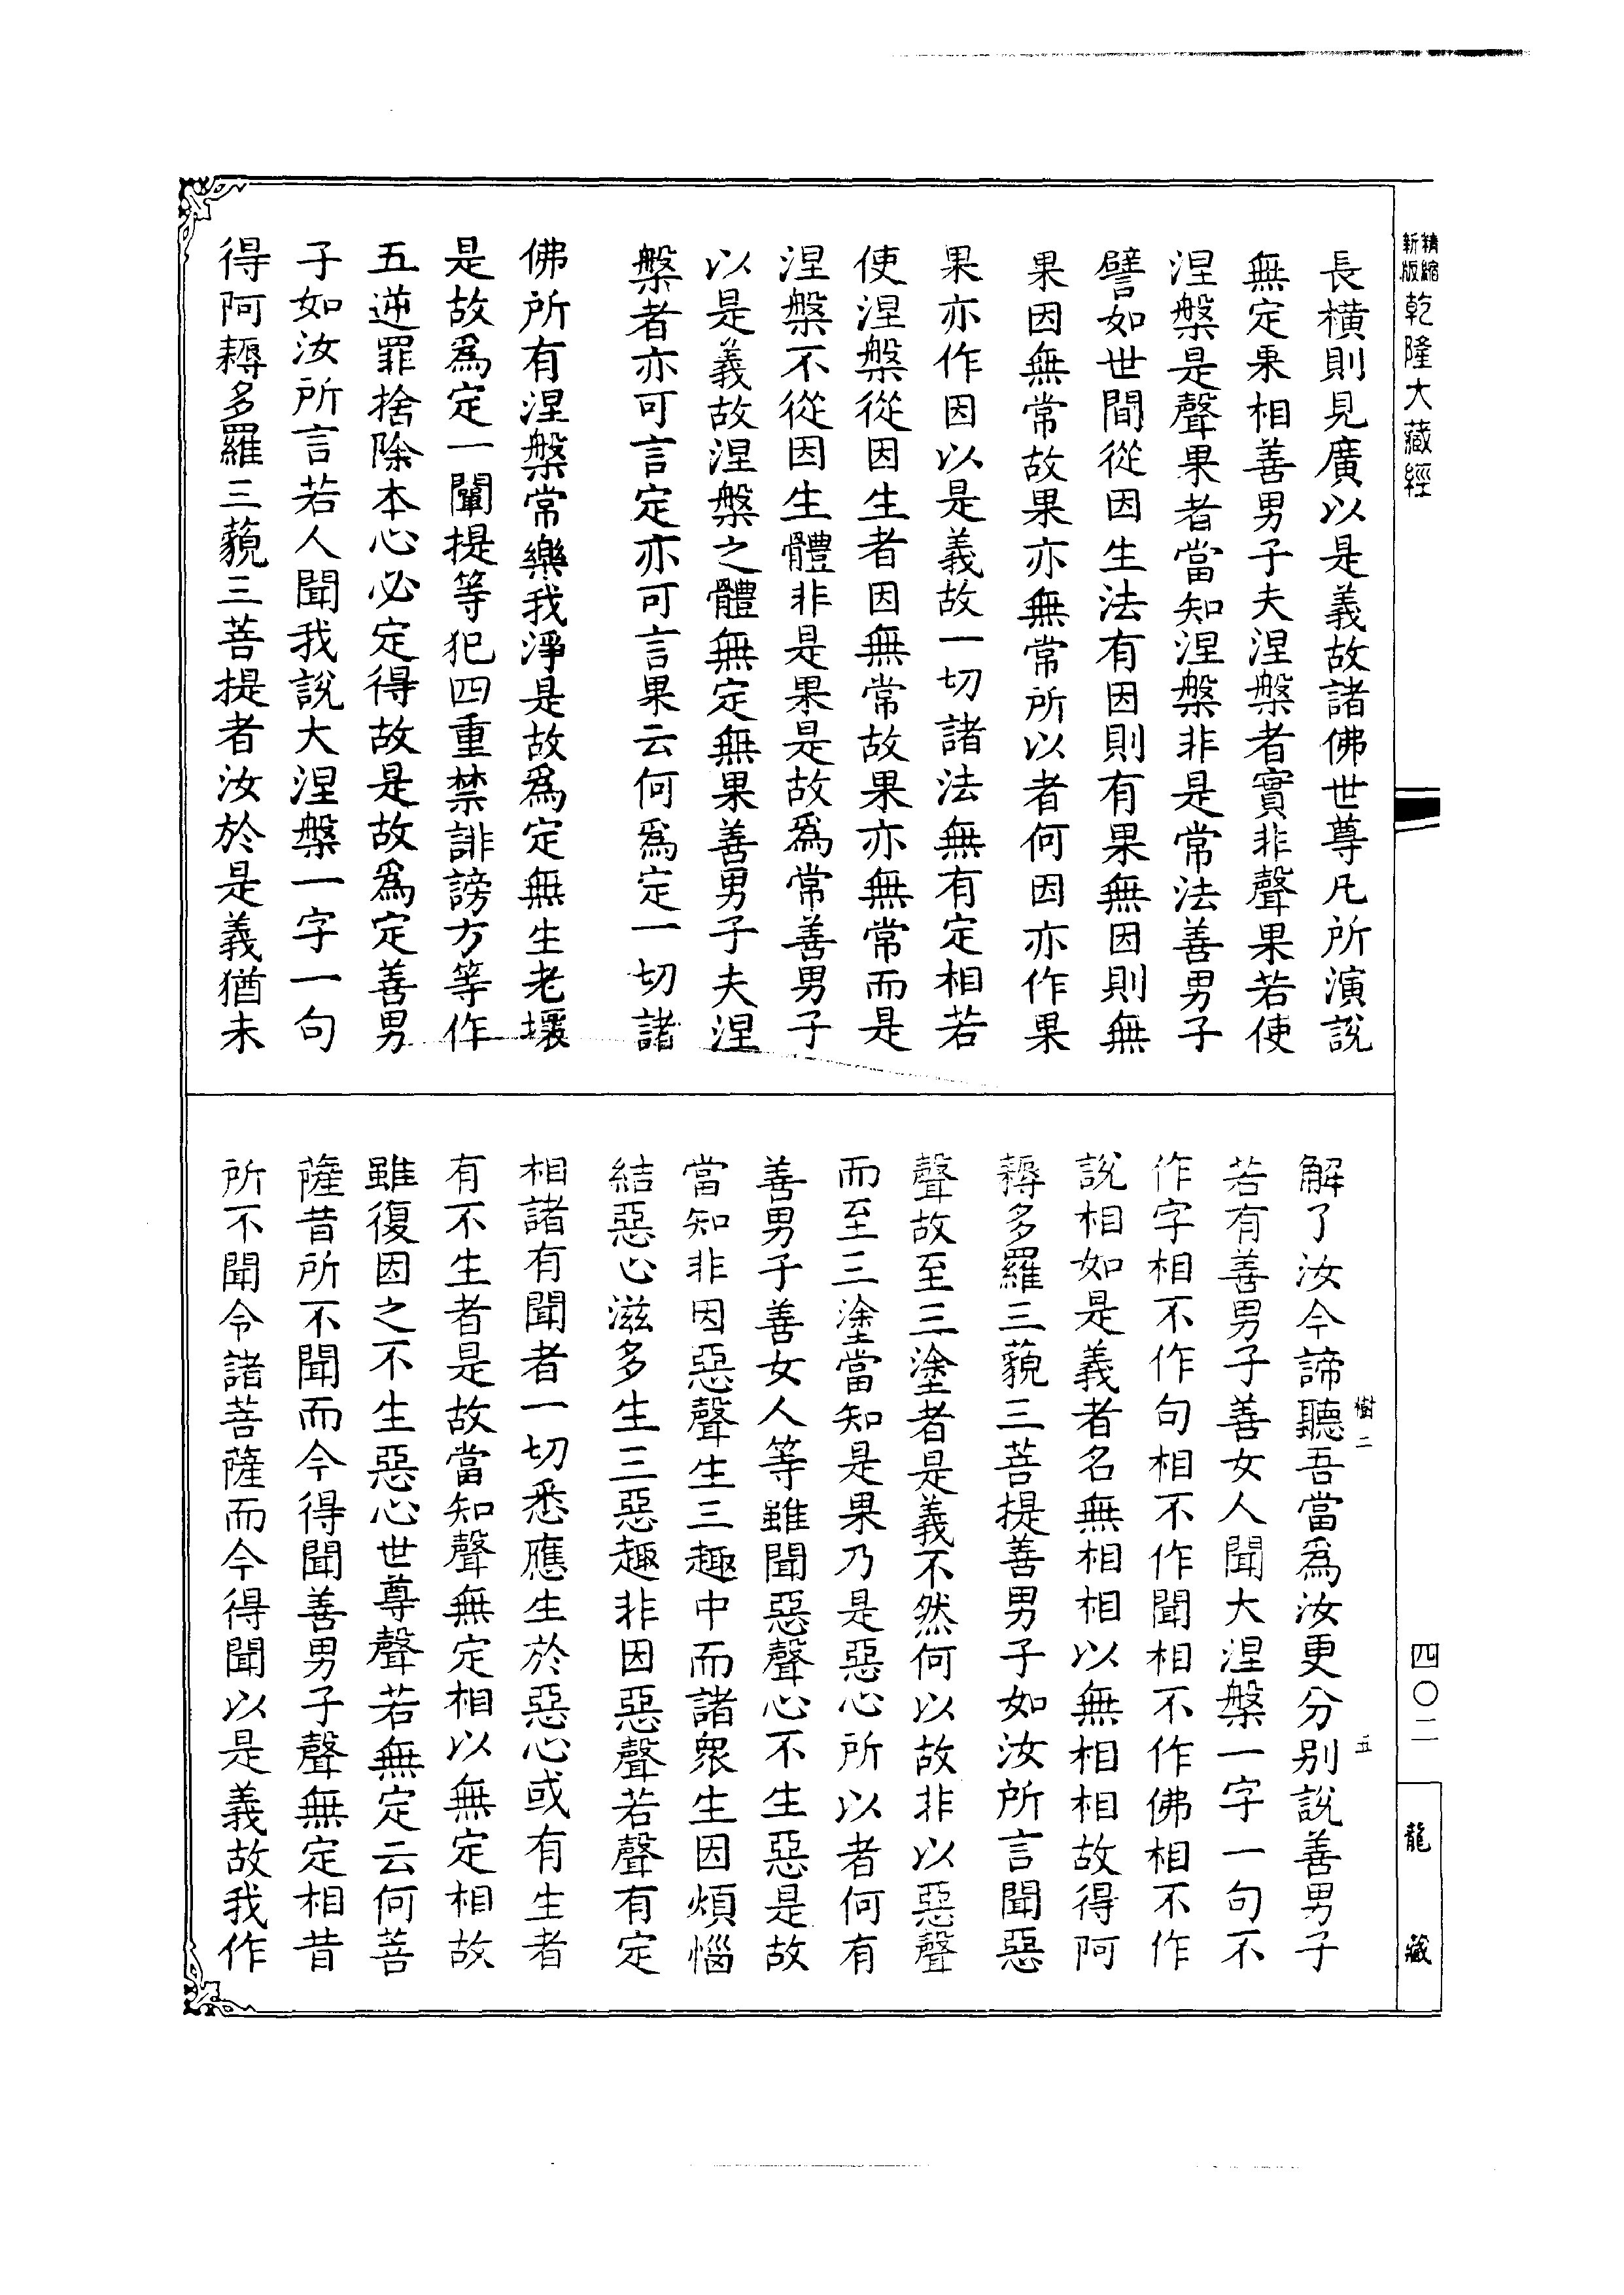 精縮新版乾隆大藏經
長橫則見廣以是義故諸佛世尊凡所演說
無定果相善男子夫涅槃者實非聲果若使
涅槃是聲果者當知涅槃非是常法善男子
譬如世間從因生法有因則有果無因則無
果因無常故果亦無常所以者何因亦作果
果亦作因以是義故一切諸法無有定相若
使涅槃從因生者因無常故果亦無常而是
涅槃不從因生體非是果是故爲常善男子
以是義故涅槃之體無定無果善男子夫涅
槃者亦可言定亦可言果云何爲定一切諸
佛所有涅槃常樂我淨是故爲定無生老壞
是故爲定一闡提等犯四重禁誹謗方等作
五逆罪捨除本心必定得故是故爲定善男
子如汝所言若人聞我說大涅槃一字一句
得阿耨多羅三藐三菩提者汝於是義猶未
解了汝今諦聽吾當爲汝更分別說善男子
若有善男子善女人聞大涅槃一字一句不
作字相不作句相不作聞相不作佛相不作
說相如是義者名無相相以無相相故得阿
耨多羅三藐三菩提善男子如汝所言聞惡
聲故至三塗者是義不然何以故非以惡聲
而至三塗當知是果乃是惡心所以者何有
善男子善女人等雖聞惡聲心不生惡是故
當知非因惡聲生三趣中而諸眾生因煩惱
結惡心滋多生三惡趣非因惡聲若聲有定
相諸有聞者一切悉應生於惡心或有生者
有不生者是故當知聲無定相以無定相故
雖復因之不生惡心世尊聲若無定云何菩
薩昔所不聞而今得聞善男子聲無定相昔
所不聞令諸菩薩而今得聞以是義故我作
樹二
五
四〇二
龍藏